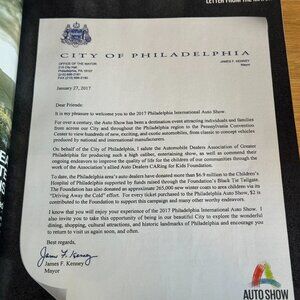 LETTER FROM THE MAYOR
CITY OF PHILADELPHIA
OFFICE OF THE MAYOR
215 City Hall
Philadelphia, PA 19107
(215) 686-2181
FAX (215) 686-2180
JAMES F. KENNEY
Mayor
January 27, 2017
Dear Friends:
It is my pleasure to welcome you to the 2017 Philadelphia International Auto Show.
For over a century, the Auto Show has been a destination event attracting individuals and families
from across our City and throughout the Philadelphia region to the Pennsylvania Convention
Center to view hundreds of new, exciting, and exotic automobiles, from classic to concept vehicles
produced by national and international automobile manufacturers.
On behalf of the City of Philadelphia, I salute the Automobile Dealers Association of Greater
Philadelphia for producing such a high caliber, entertaining show, as well as command their
ongoing endeavors to improve the quality of life for the children of our communities through the
work of the Association's allied Auto Dealers CARing for Kids Foundation.
To date, the Philadelphia area's auto dealers have donated more than $6.9 million to the Children's
Hospital of Philadelphia supported by funds raised through the Foundation's Black Tie Tailgate.
The Foundation has also donated an approximate 265,000 new winter coats to area children via its
"Driving Away the Cold" effort. For every ticket purchased to the Philadelphia Auto Show, $2 is
contributed to the Foundation to support this campaign and many other worthy endeavors.
I know that you will enjoy your experience of the 2017 Philadelphia International Auto Show. I
also invite you to take this opportunity of being in our beautiful City to explore the wonderful
dining, shopping, cultural attractions, and historic landmarks of Philadelphia and encourage you
to return to visit us again soon, and often.
Best regards,
James F. Kenney
James F. Kenney
Mayor
AUTO SHOW